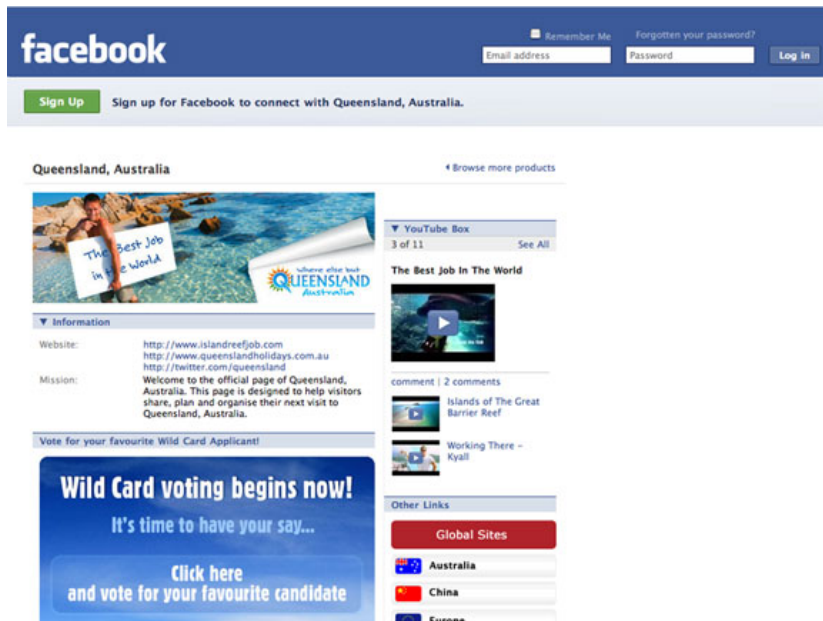 facebook
Remember Me
Forgotten your password?
Email address
Password
Log in
Sign Up
Sign up for Facebook to connect with Queensland, Australia.
Queensland, Australia
Browse more products
The Best Job
in the World
where else but
QUEENSLAND
Australia
Information
Website:
http://www.islandreefjob.com
http://www.queenslandholidays.com.au
http://twitter.com/queensland
Mission:
Welcome to the official page of Queensland,
Australia. This page is designed to help visitors
share, plan and organise their next visit to
Queensland, Australia.
Vote for your favourite Wild Card Applicant!
Wild Card voting begins now!
It's time to have your say...
Click here
and vote for your favourite candidate
YouTube Box
3 of 11
See All
The Best Job In The World
comment | 2 comments
Islands of The Great
Barrier Reef
Working There –
Kyall
Other Links
Global Sites
Australia
China
Europe